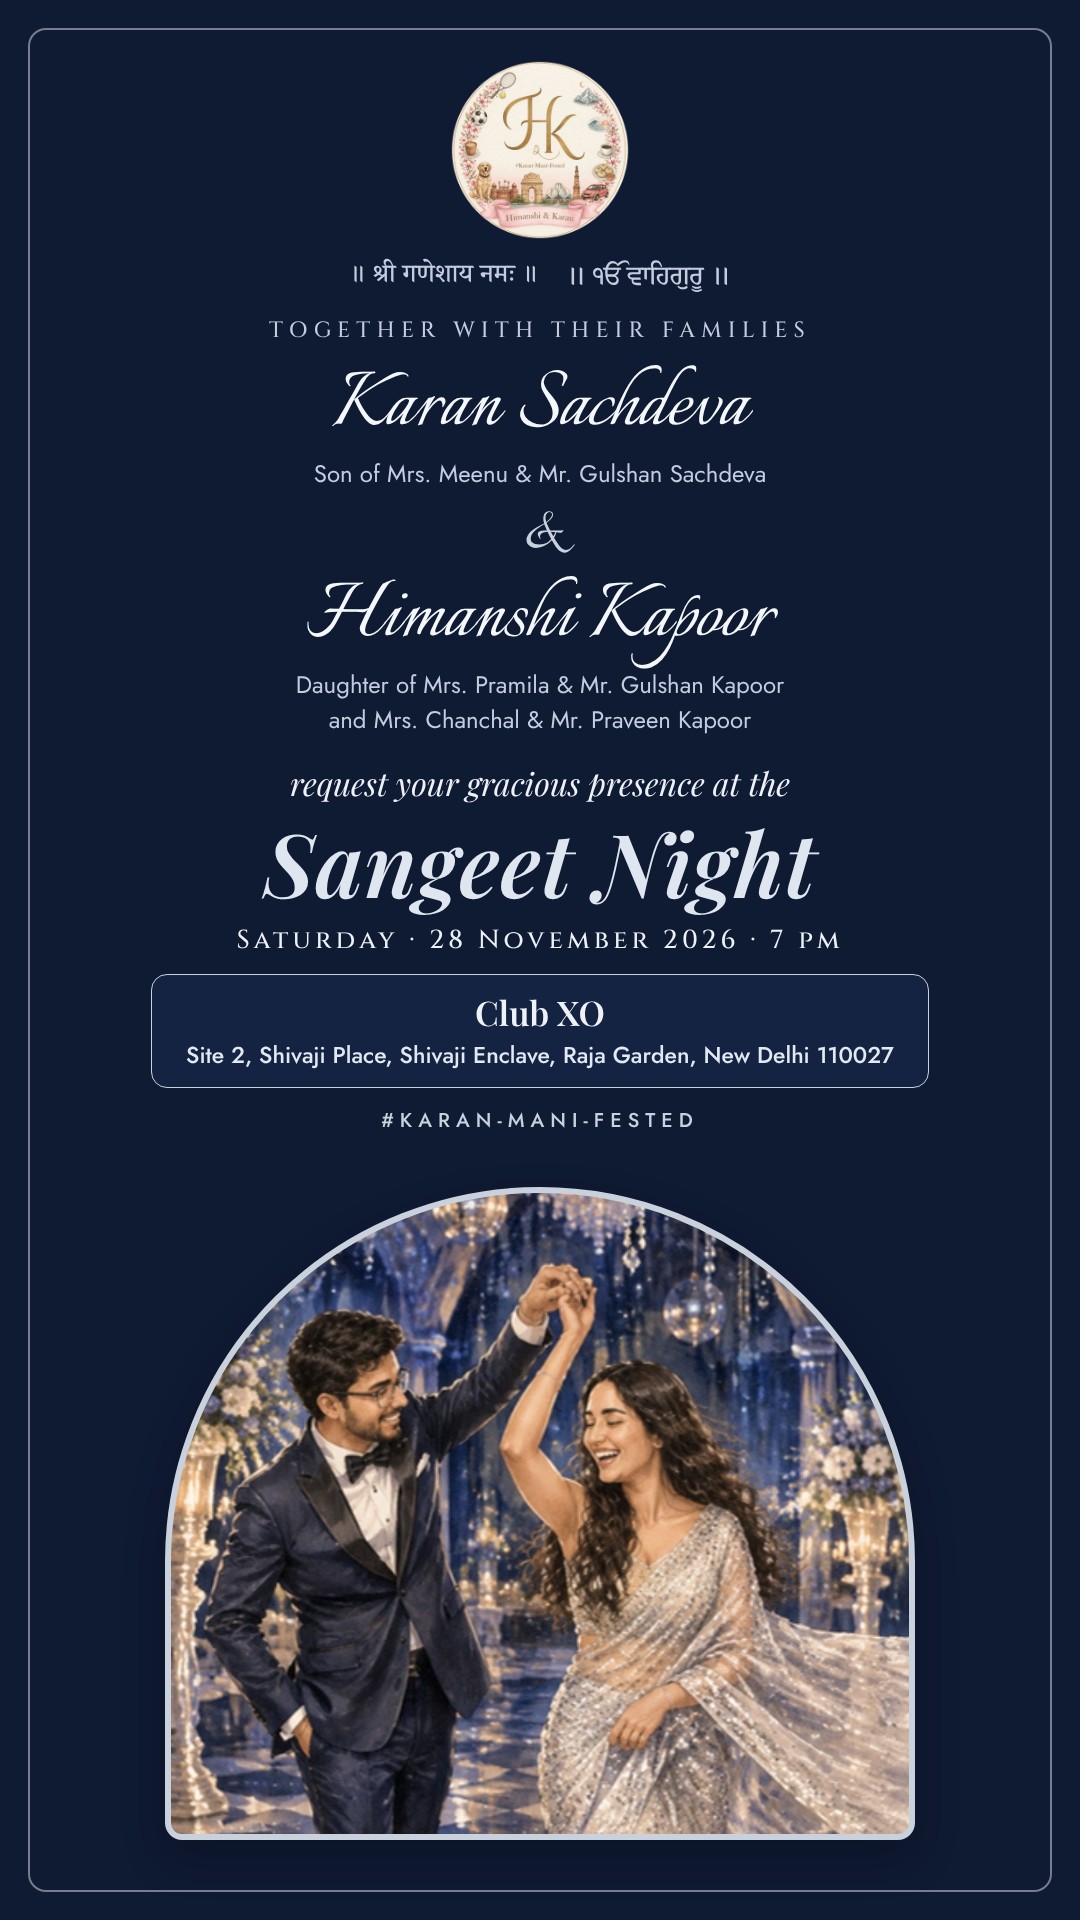 HK
&
#Karan-Mani-Fested
Himanshi & Karan
॥ श्री गणेशाय नमः ॥ ॥ ੴ ਵਾਹਿਗੁਰੂ ॥
TOGETHER WITH THEIR FAMILIES
Karan Sachdeva
Son of Mrs. Meenu & Mr. Gulshan Sachdeva
&
Himanshi Kapoor
Daughter of Mrs. Pramila & Mr. Gulshan Kapoor
and Mrs. Chanchal & Mr. Praveen Kapoor
request your gracious presence at the
Sangeet Night
SATURDAY · 28 NOVEMBER 2026 · 7 PM
Club XO
Site 2, Shivaji Place, Shivaji Enclave, Raja Garden, New Delhi 110027
#KARAN-MANI-FESTED